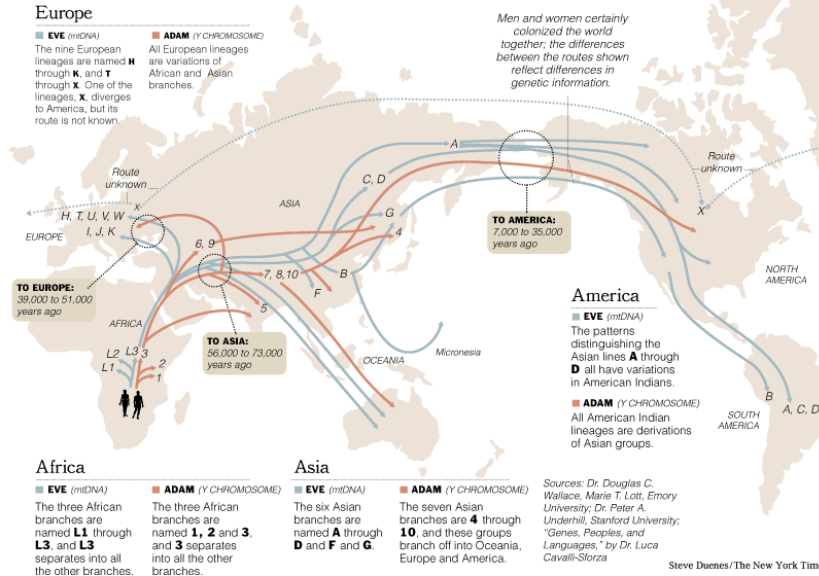 Europe
EVE (mtDNA)
The nine European
lineages are named H
through K, and T
through X. One of the
lineages, X, diverges
to America, but its
route is not known.
ADAM (Y CHROMOSOME)
All European lineages
are variations of
African and Asian
branches.
Men and women certainly
colonized the world
together; the differences
between the routes shown
reflect differences in
genetic information.
Route
unknown
X
H, T, U, V, W
I, J, K
EUROPE
ASIA
A
C, D
G
4
6, 9
7, 8,10
B
F
5
TO EUROPE:
39,000 to 51,000
years ago
TO ASIA:
56,000 to 73,000
years ago
TO AMERICA:
7,000 to 35,000
years ago
Route
unknown
X
NORTH
AMERICA
AFRICA
L2
L3
3
L1
2
1
OCEANIA
Micronesia
America
EVE (mtDNA)
The patterns
distinguishing the
Asian lines A through
D all have variations
in American Indians.
ADAM (Y CHROMOSOME)
All American Indian
lineages are derivations
of Asian groups.
B
SOUTH
AMERICA
A, C, D
Africa
EVE (mtDNA)
The three African
branches are
named L1 through
L3, and L3
separates into all
the other branches.
ADAM (Y CHROMOSOME)
The three African
branches are
named 1, 2 and 3,
and 3 separates
into all the other
branches.
Asia
EVE (mtDNA)
The six Asian
branches are
named A through
D and F and G.
ADAM (Y CHROMOSOME)
The seven Asian
branches are 4 through
10, and these groups
branch off into Oceania,
Europe and America.
Sources: Dr. Douglas C.
Wallace, Marie T. Lott, Emory
University; Dr. Peter A.
Underhill, Stanford University;
"Genes, Peoples, and
Languages," by Dr. Luca
Cavalli-Sforza
Steve Duenes/The New York Time